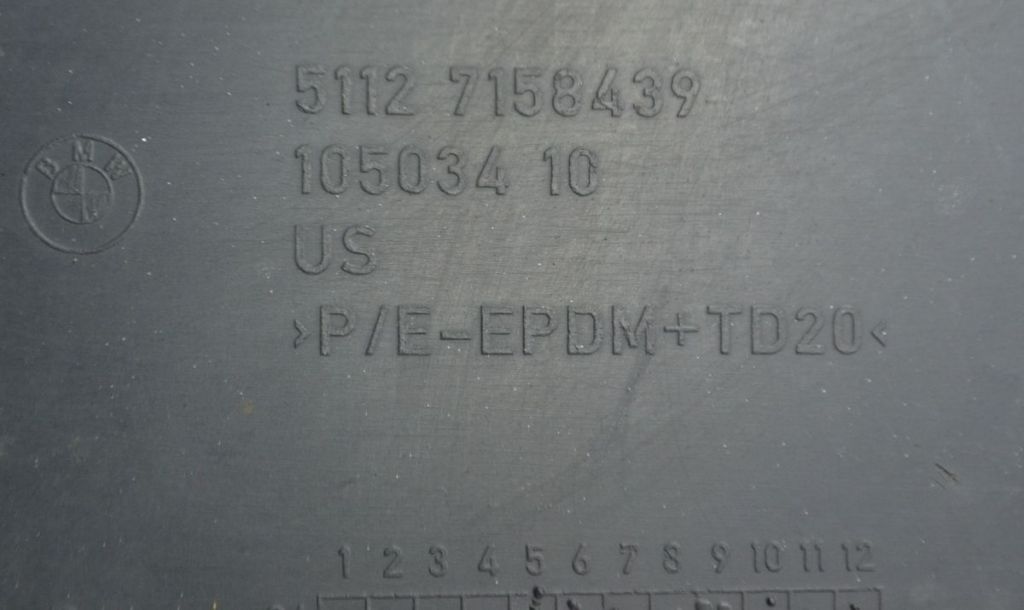 BMW
5112 7158439
105034 10
US
>P/E-EPDM+TD20<
1 2 3 4 5 6 7 8 9 10 11 12